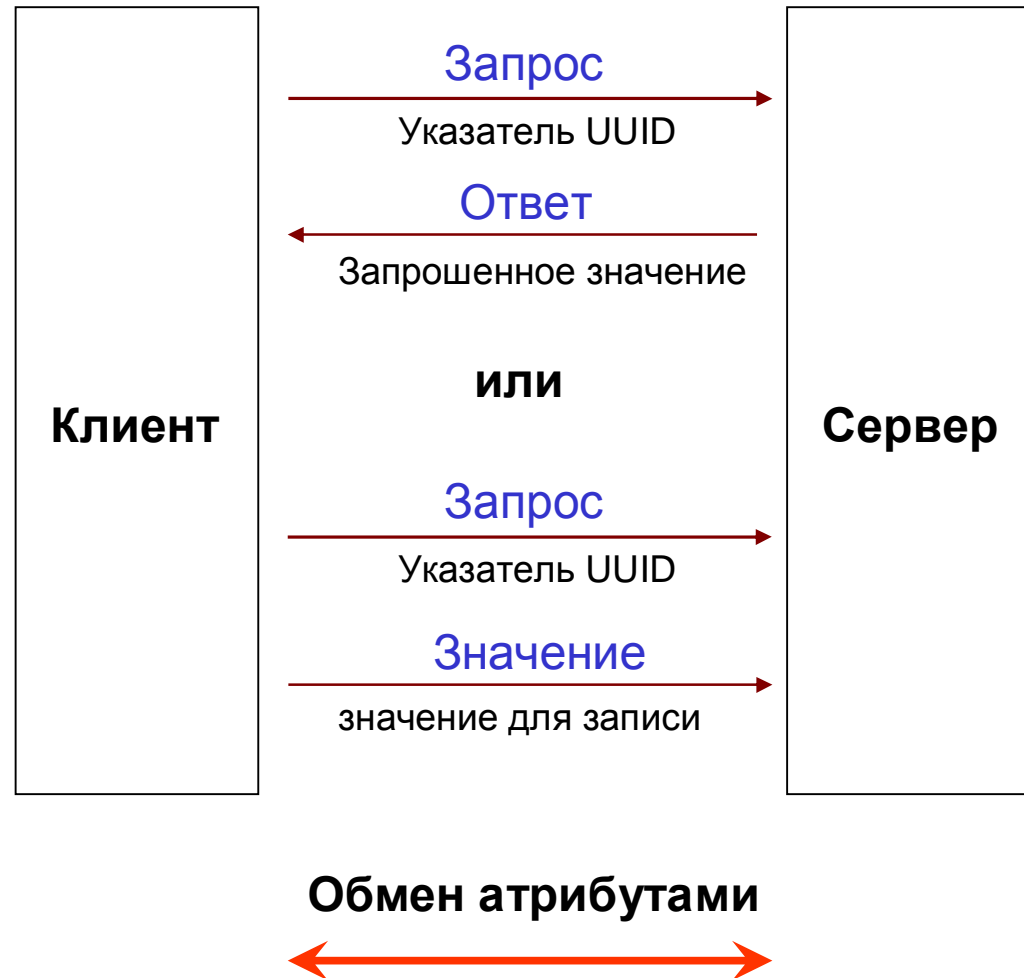 Запрос
Указатель UUID
Ответ
Запрошенное значение
или
Клиент
Сервер
Запрос
Указатель UUID
Значение
значение для записи
Обмен атрибутами